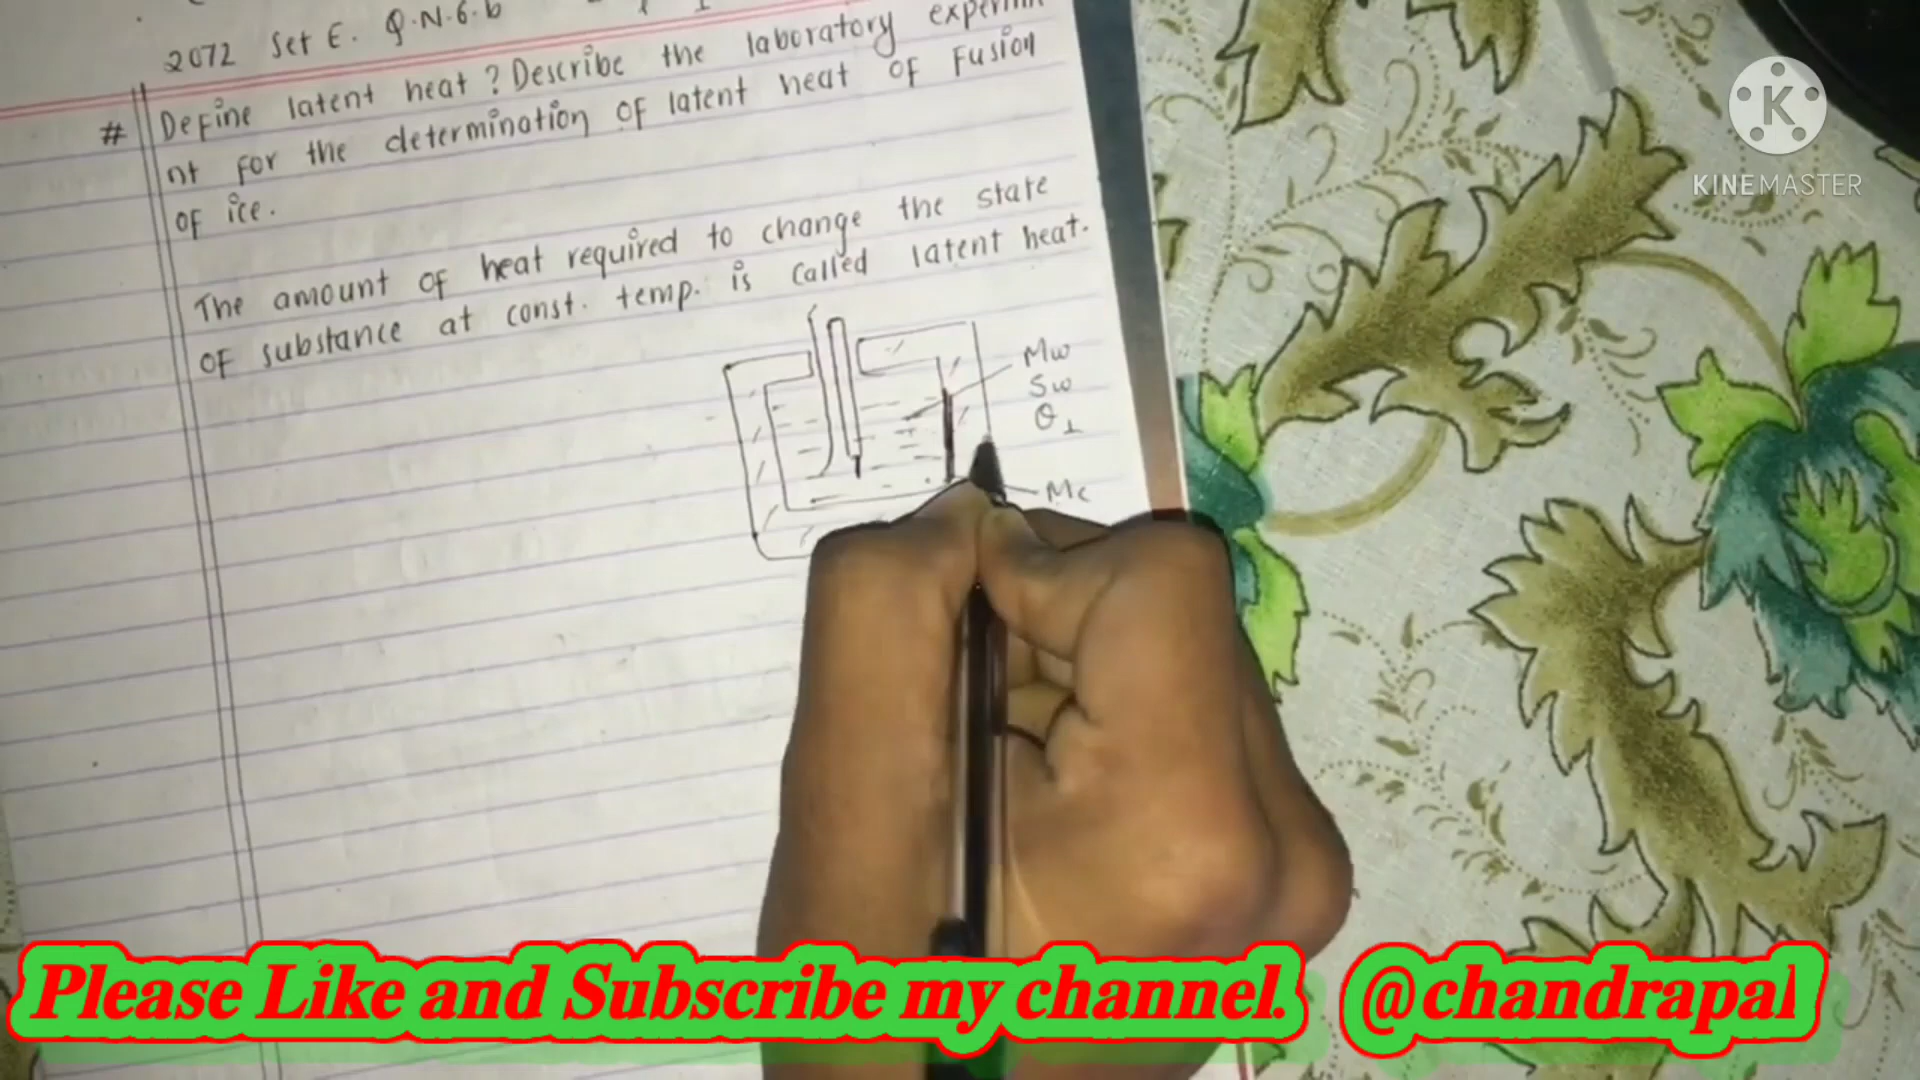 2072 Set E. Q.N.6.b
# Define latent heat ? Describe the laboratory
nt for the determination of latent heat of Fusion
of ice.
The amount of heat required to change the state
of substance at const. temp. is called latent heat.
Mw
Sw
θ1
Mc
K
KINEMASTER
Please Like and Subscribe my channel. @chandrapal